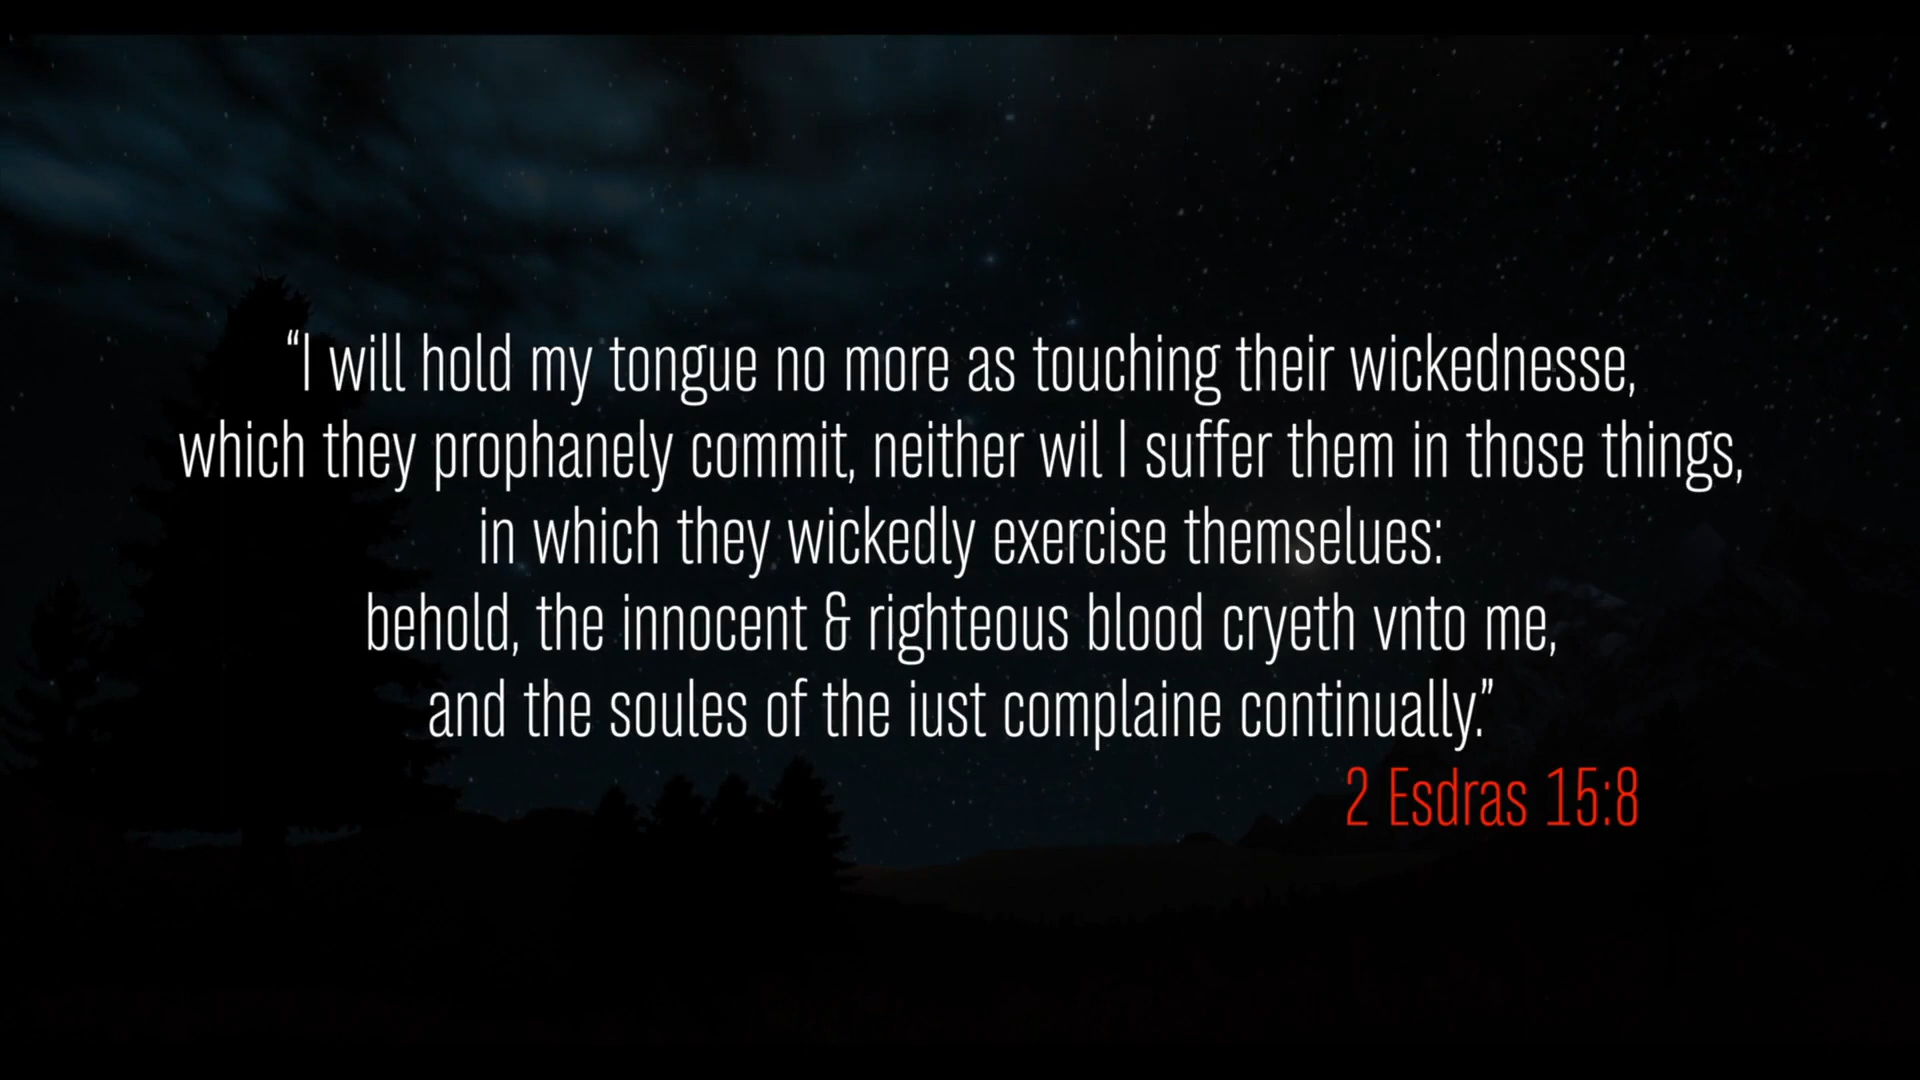 “I will hold my tongue no more as touching their wickednesse,
which they prophanely commit, neither wil I suffer them in those things,
in which they wickedly exercise themselues:
behold, the innocent & righteous blood cryeth vnto me,
and the soules of the iust complaine continually.”
2 Esdras 15:8